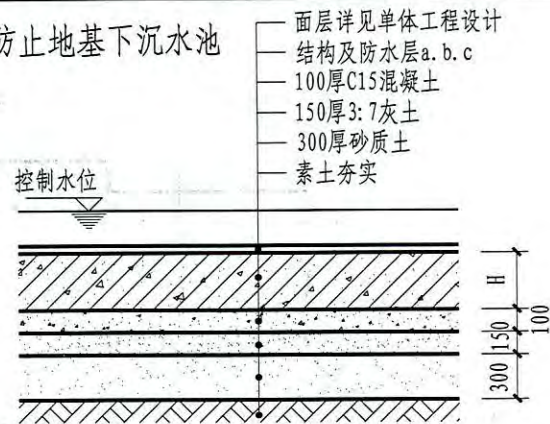 防止地基下沉水池
面层详见单体工程设计
结构及防水层a.b.c
100厚C15混凝土
150厚3:7灰土
300厚砂质土
素土夯实
控制水位
H
100
150
300